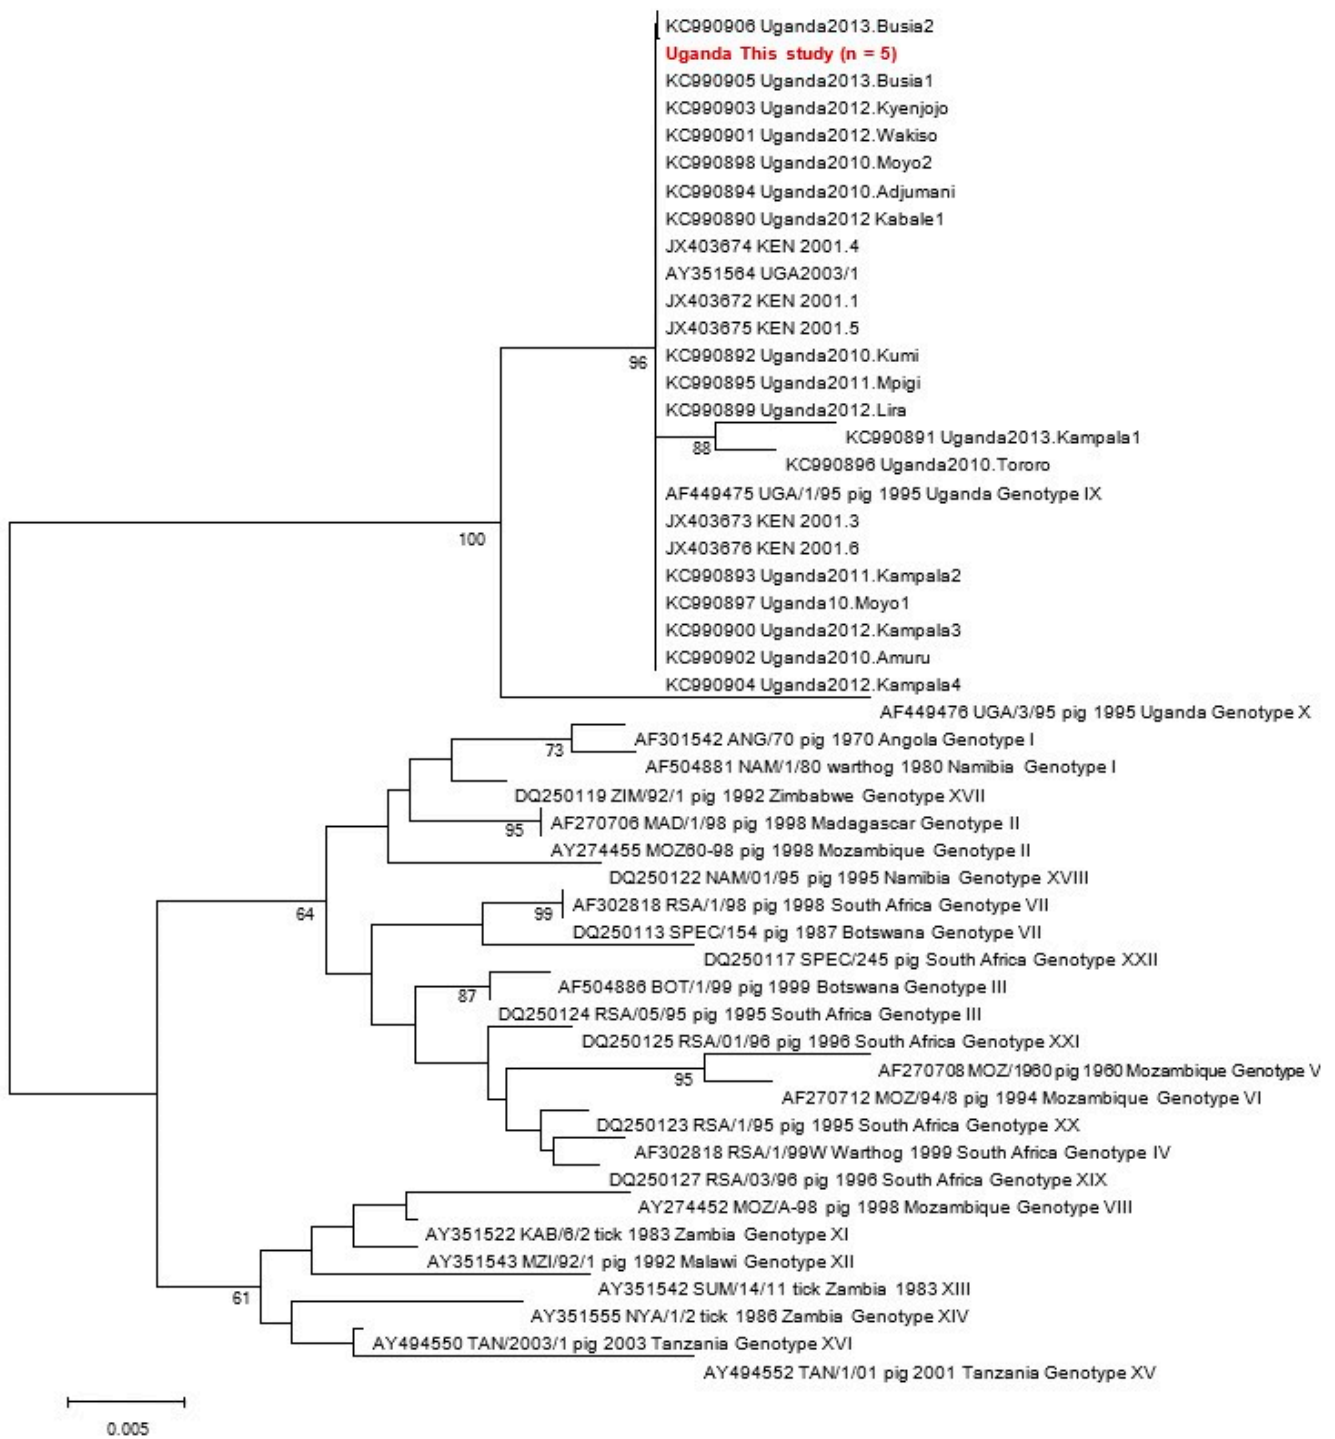 KC990906 Uganda2013.Busia2
Uganda This study (n = 5)
KC990905 Uganda2013.Busia1
KC990903 Uganda2012.Kyenjojo
KC990901 Uganda2012.Wakiso
KC990898 Uganda2010.Moyo2
KC990894 Uganda2010.Adjumani
KC990890 Uganda2012 Kabale1
JX403674 KEN 2001.4
AY351564 UGA2003/1
JX403672 KEN 2001.1
JX403675 KEN 2001.5
KC990892 Uganda2010.Kumi
96
KC990895 Uganda2011.Mpigi
KC990899 Uganda2012.Lira
KC990891 Uganda2013.Kampala1
88
KC990896 Uganda2010.Tororo
AF449475 UGA/1/95 pig 1995 Uganda Genotype IX
JX403673 KEN 2001.3
100
JX403676 KEN 2001.6
KC990893 Uganda2011.Kampala2
KC990897 Uganda10.Moyo1
KC990900 Uganda2012.Kampala3
KC990902 Uganda2010.Amuru
KC990904 Uganda2012.Kampala4
AF449476 UGA/3/95 pig 1995 Uganda Genotype X
AF301542 ANG/70 pig 1970 Angola Genotype I
73
AF504881 NAM/1/80 warthog 1980 Namibia Genotype I
DQ250119 ZIM/92/1 pig 1992 Zimbabwe Genotype XVII
AF270706 MAD/1/98 pig 1998 Madagascar Genotype II
95
AY274455 MOZ60-98 pig 1998 Mozambique Genotype II
DQ250122 NAM/01/95 pig 1995 Namibia Genotype XVIII
AF302818 RSA/1/98 pig 1998 South Africa Genotype VII
64
99
DQ250113 SPEC/154 pig 1987 Botswana Genotype VII
DQ250117 SPEC/245 pig South Africa Genotype XXII
AF504886 BOT/1/99 pig 1999 Botswana Genotype III
87
DQ250124 RSA/05/95 pig 1995 South Africa Genotype III
DQ250125 RSA/01/96 pig 1996 South Africa Genotype XXI
AF270708 MOZ/1960 pig 1960 Mozambique Genotype V
95
AF270712 MOZ/94/8 pig 1994 Mozambique Genotype VI
DQ250123 RSA/1/95 pig 1995 South Africa Genotype XX
AF302818 RSA/1/99W Warthog 1999 South Africa Genotype IV
DQ250127 RSA/03/96 pig 1996 South Africa Genotype XIX
AY274452 MOZ/A-98 pig 1998 Mozambique Genotype VIII
AY351522 KAB/6/2 tick 1983 Zambia Genotype XI
AY351543 MZI/92/1 pig 1992 Malawi Genotype XII
AY351542 SUM/14/11 tick Zambia 1983 XIII
61
AY351555 NYA/1/2 tick 1986 Zambia Genotype XIV
AY494550 TAN/2003/1 pig 2003 Tanzania Genotype XVI
AY494552 TAN/1/01 pig 2001 Tanzania Genotype XV
0.005